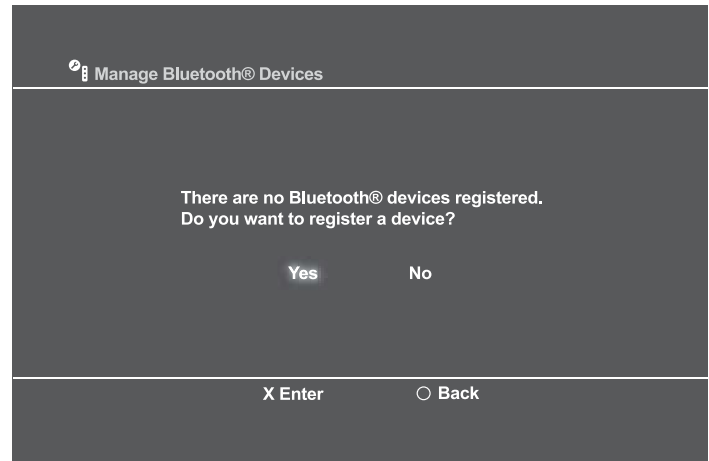 Manage Bluetooth® Devices
There are no Bluetooth® devices registered.
Do you want to register a device?
Yes No
X Enter ○ Back